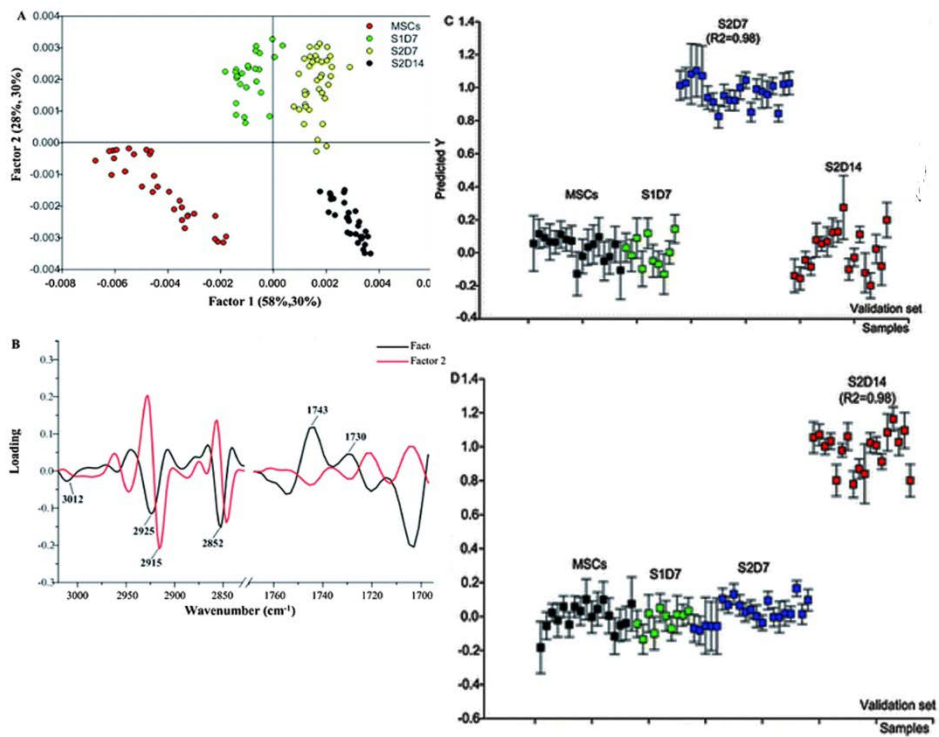 A
0.004
0.003
0.002
0.001
0.000
-0.001
-0.002
-0.003
-0.004
Factor 2 (28%, 30%)
MSCs
S1D7
S2D7
S2D14
-0.008
-0.006
-0.004
-0.002
0.000
0.002
0.004
Factor 1 (58%,30%)
B
0.3
0.2
0.1
0.0
-0.1
-0.2
-0.3
Loading
Factor 2
3012
2925
2915
2852
1743
1730
3000
2950
2900
2850
1760
1740
1720
1700
Wavenumber (cm-1)
C
1.4
1.2
1.0
0.8
0.6
0.4
0.2
0.0
-0.2
-0.4
Predicted Y
S2D7
(R2=0.98)
MSCs
S1D7
S2D14
Validation set
Samples
D
1.4
1.2
1.0
0.8
0.6
0.4
0.2
0.0
-0.2
-0.4
-0.6
S2D14
(R2=0.98)
MSCs
S1D7
S2D7
Validation set
Samples